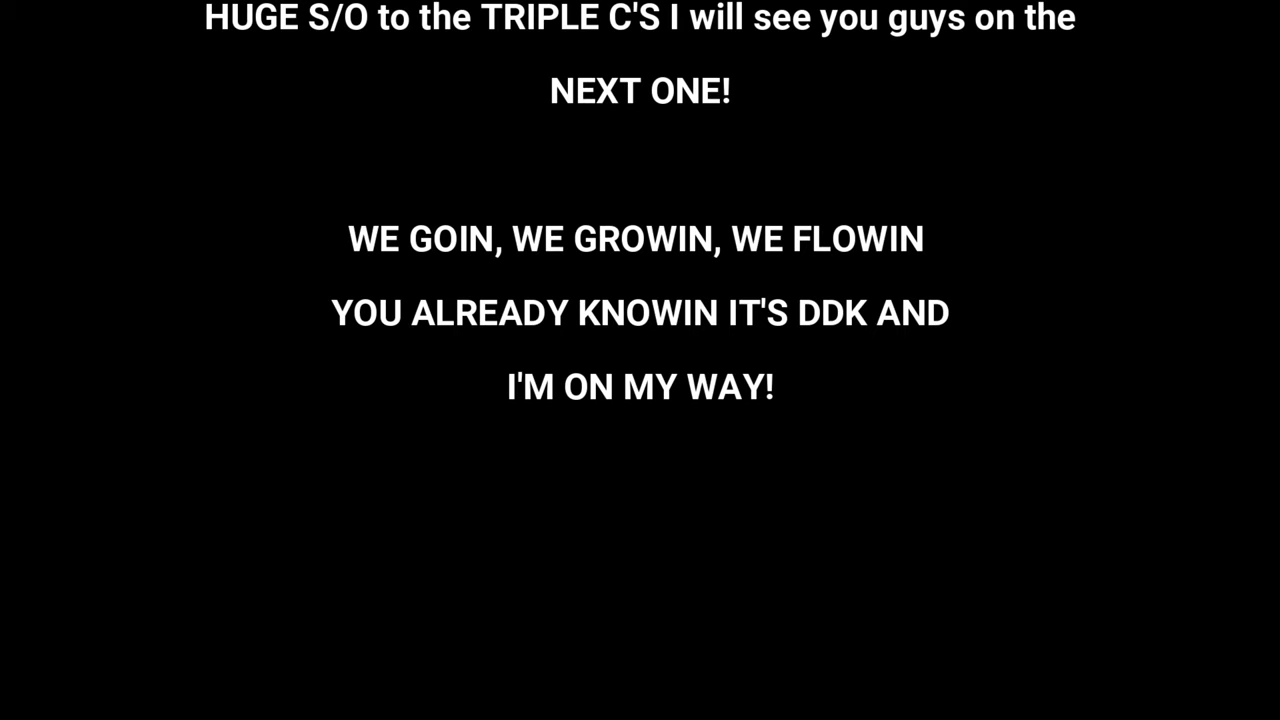 HUGE S/O to the TRIPLE C'S I will see you guys on the
NEXT ONE!
WE GOIN, WE GROWIN, WE FLOWIN
YOU ALREADY KNOWIN IT'S DDK AND
I'M ON MY WAY!